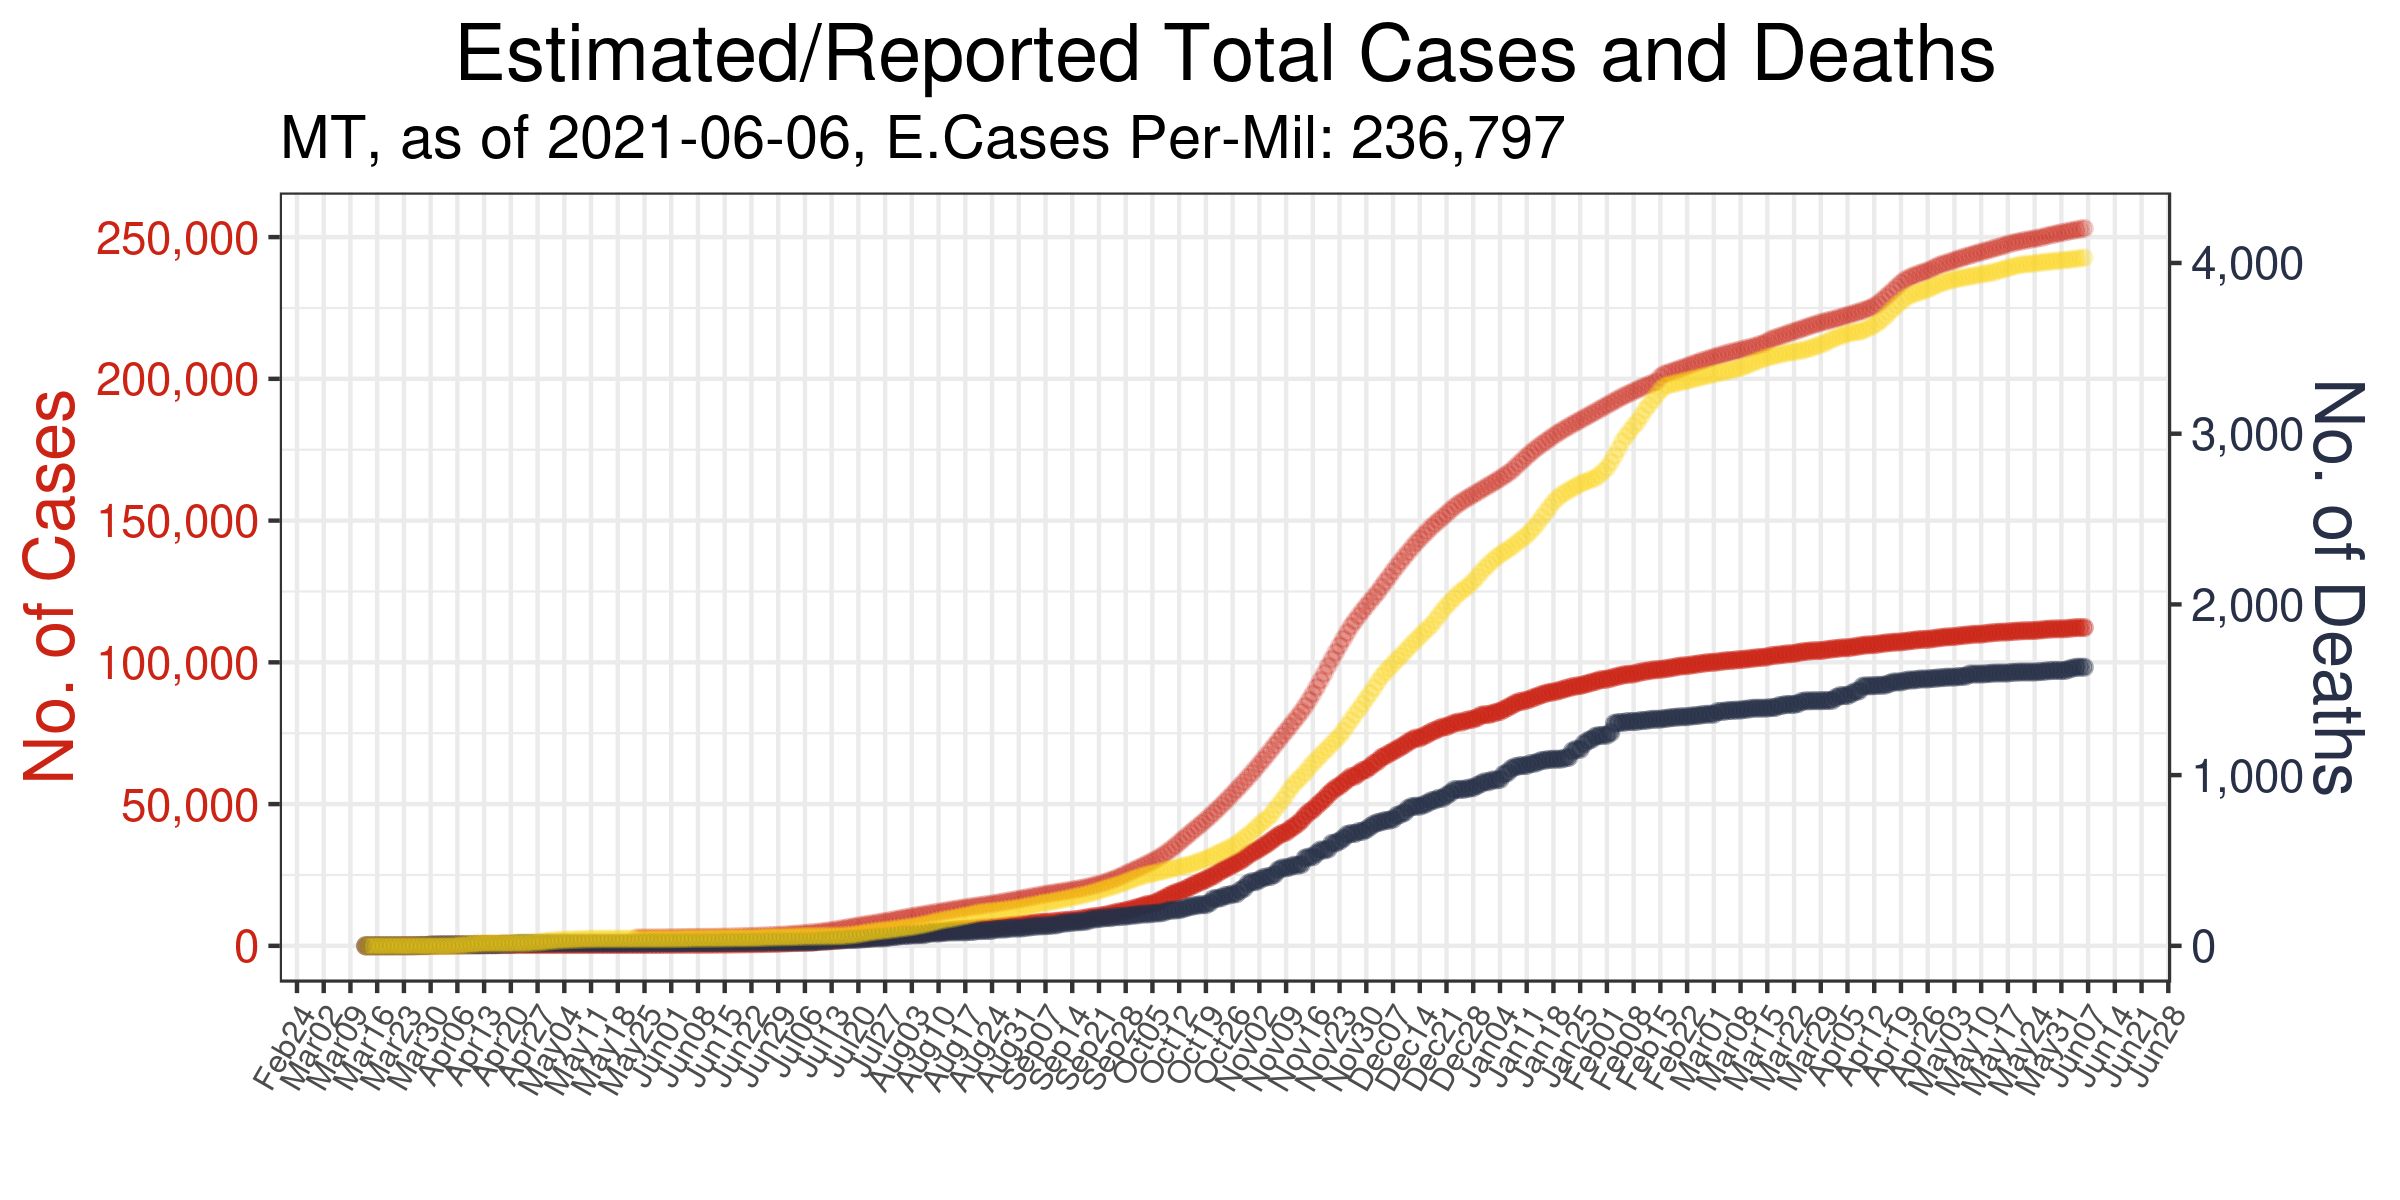 Estimated/Reported Total Cases and Deaths
MT, as of 2021-06-06, E.Cases Per-Mil: 236,797
No. of Cases
250,000
200,000
150,000
100,000
50,000
0
4,000
3,000
2,000
1,000
0
No. of Deaths
Feb24
Mar02
Mar09
Mar16
Mar23
Mar30
Apr06
Apr13
Apr20
Apr27
May04
May11
May18
May25
Jun01
Jun08
Jun15
Jun22
Jun29
Jul06
Jul13
Jul20
Jul27
Aug03
Aug10
Aug17
Aug24
Aug31
Sep07
Sep14
Sep21
Sep28
Oct05
Oct12
Oct19
Oct26
Nov02
Nov09
Nov16
Nov23
Nov30
Dec07
Dec14
Dec21
Dec28
Jan04
Jan11
Jan18
Jan25
Feb01
Feb08
Feb15
Feb22
Mar01
Mar08
Mar15
Mar22
Mar29
Apr05
Apr12
Apr19
Apr26
May03
May10
May17
May24
May31
Jun07
Jun14
Jun21
Jun28